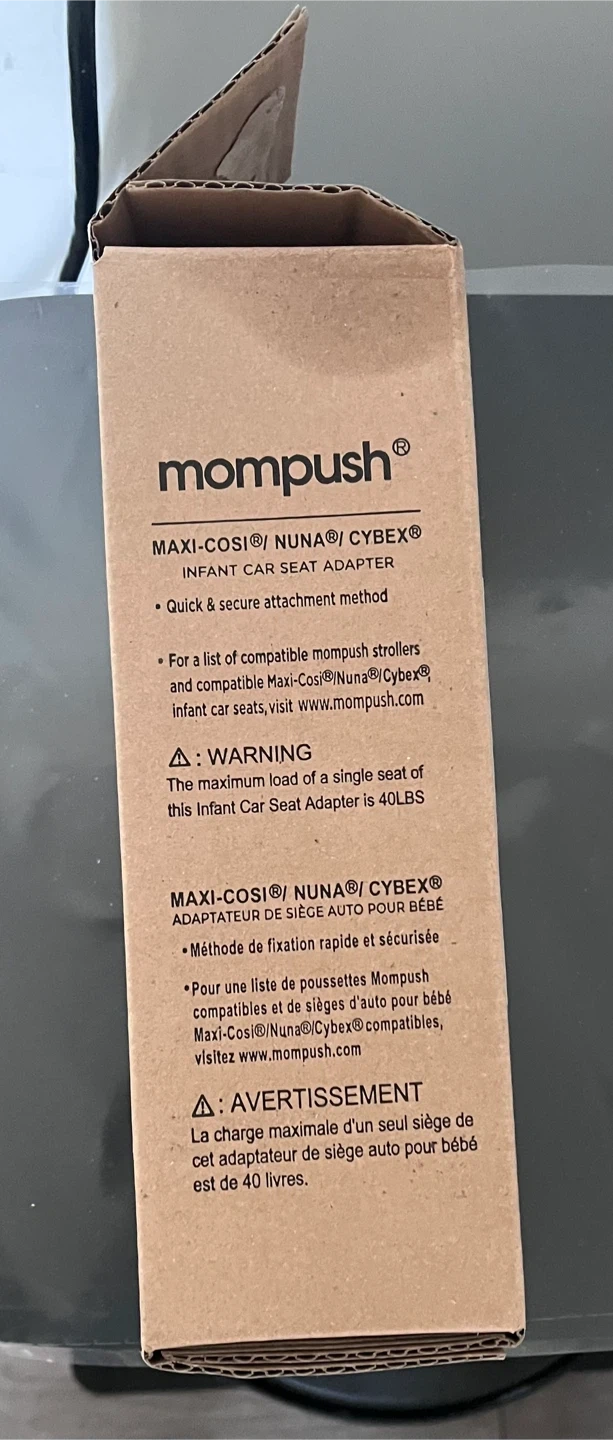 mompush®
MAXI-COSI®/ NUNA®/ CYBEX®
INFANT CAR SEAT ADAPTER
• Quick & secure attachment method
• For a list of compatible mompush strollers
and compatible Maxi-Cosi®/Nuna®/Cybex®,
infant car seats, visit www.mompush.com
⚠: WARNING
The maximum load of a single seat of
this Infant Car Seat Adapter is 40LBS
MAXI-COSI®/ NUNA®/ CYBEX®
ADAPTATEUR DE SIÈGE AUTO POUR BÉBÉ
• Méthode de fixation rapide et sécurisée
• Pour une liste de poussettes Mompush
compatibles et de sièges d'auto pour bébé
Maxi-Cosi®/Nuna®/Cybex® compatibles,
visitez www.mompush.com
⚠: AVERTISSEMENT
La charge maximale d'un seul siège de
cet adaptateur de siège auto pour bébé
est de 40 livres.